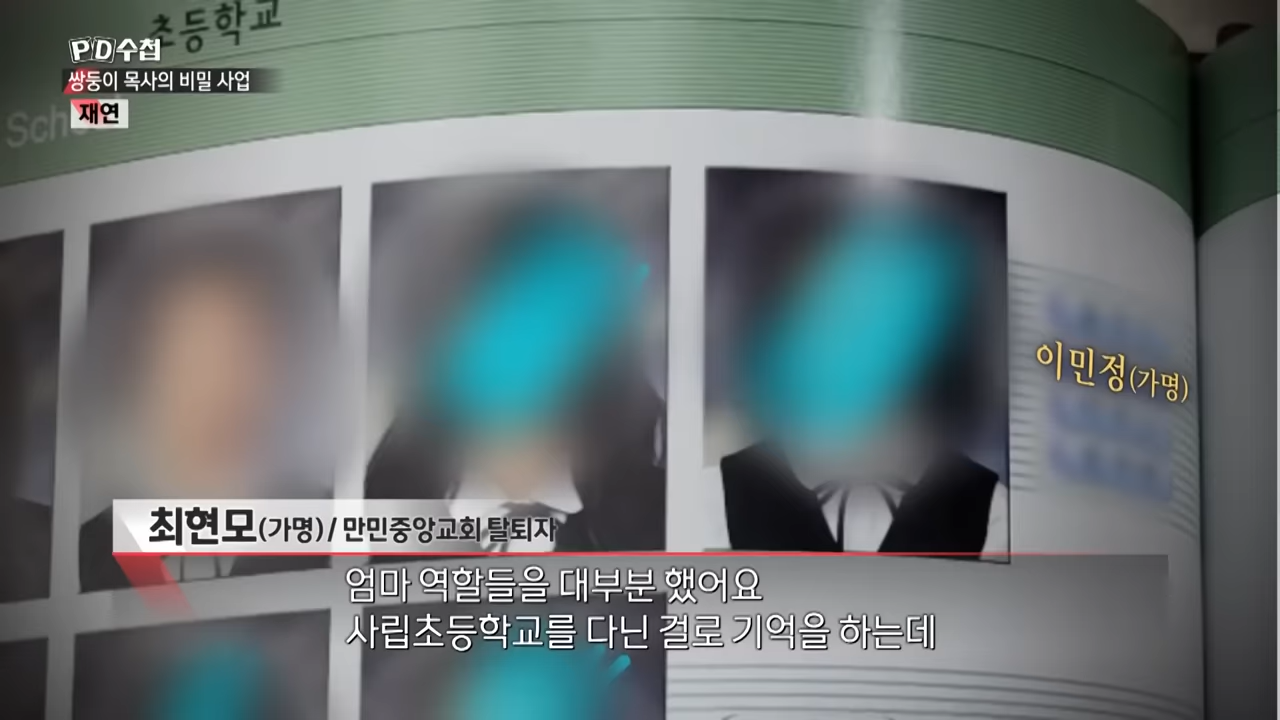 초등학교
PD수첩
쌍둥이 목사의 비밀 사업
재연
이민정(가명)
최현모(가명) / 만민중앙교회 탈퇴자
엄마 역할들을 대부분 했어요
사립초등학교를 다닌 걸로 기억을 하는데